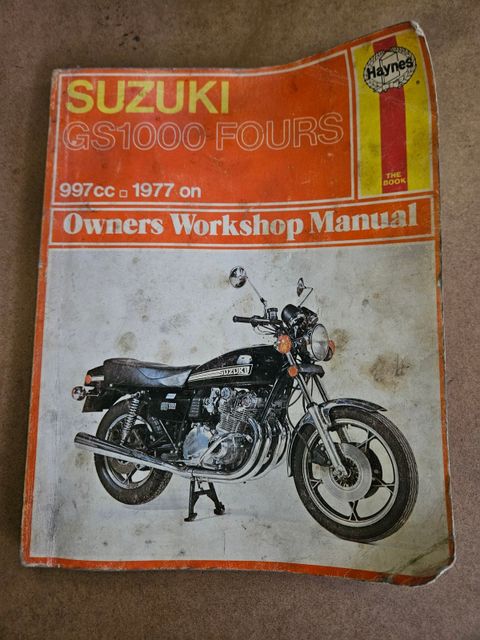 SUZUKI
GS1000 FOURS
997cc □ 1977 on
Owners Workshop Manual
Haynes
®
THE
BOOK
SUZUKI